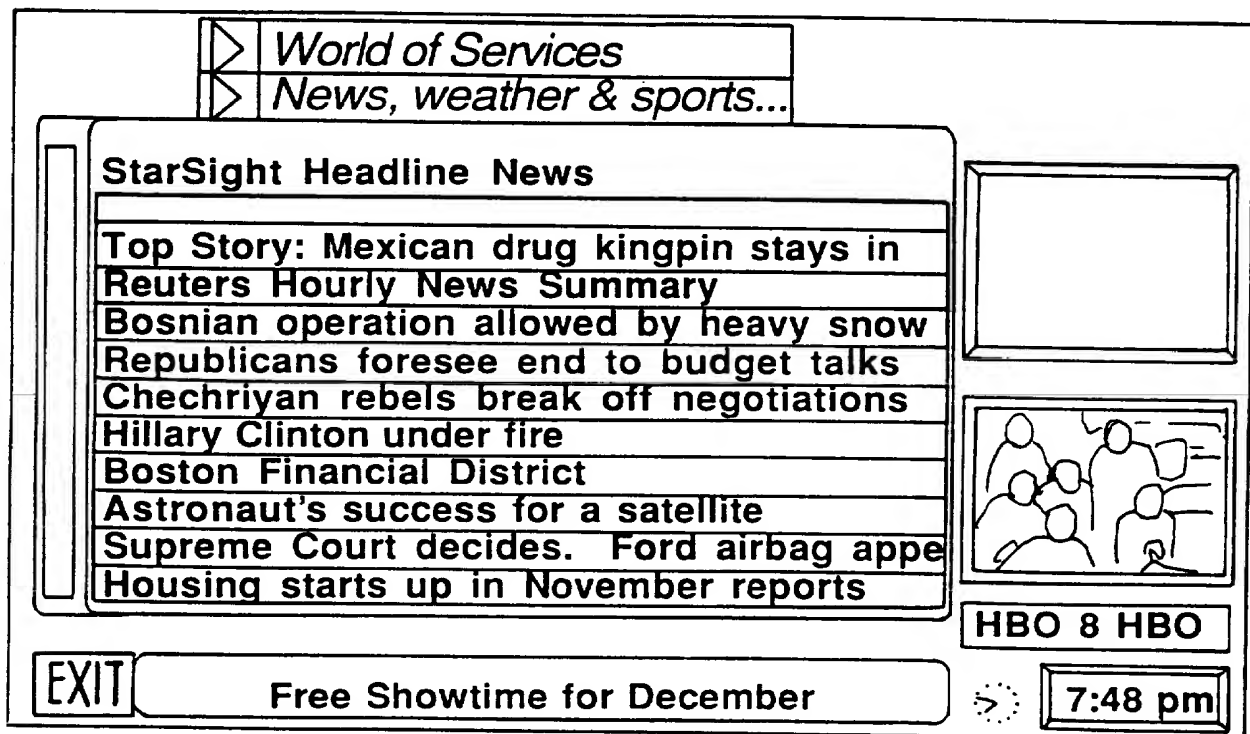 World of Services
News, weather & sports...
StarSight Headline News
Top Story: Mexican drug kingpin stays in
Reuters Hourly News Summary
Bosnian operation allowed by heavy snow
Republicans foresee end to budget talks
Chechriyan rebels break off negotiations
Hillary Clinton under fire
Boston Financial District
Astronaut's success for a satellite
Supreme Court decides. Ford airbag appe
Housing starts up in November reports
HBO 8 HBO
EXIT
Free Showtime for December
7:48 pm